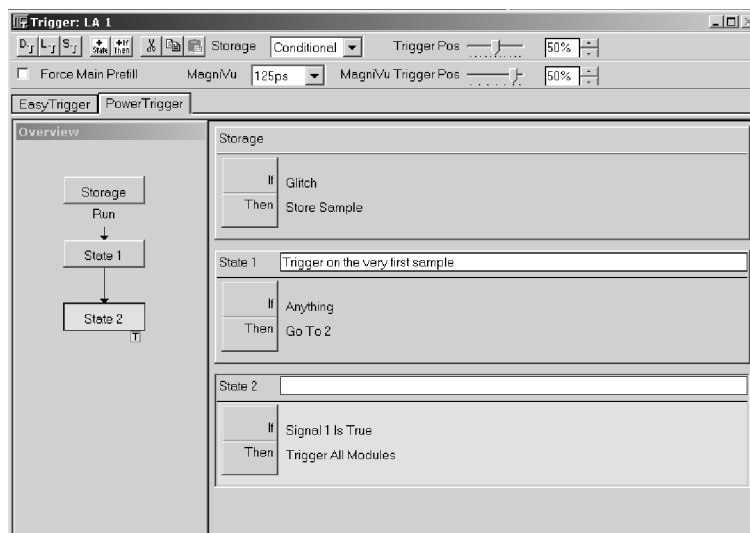 Trigger: LA 1
D L S + State +If Then Storage Conditional Trigger Pos 50%
Force Main Prefill MagniVu 125ps MagniVu Trigger Pos 50%
EasyTrigger PowerTrigger
Overview
Storage
Run
State 1
State 2
T
Storage
If Glitch
Then Store Sample
State 1 Trigger on the very first sample
If Anything
Then Go To 2
State 2
If Signal 1 Is True
Then Trigger All Modules